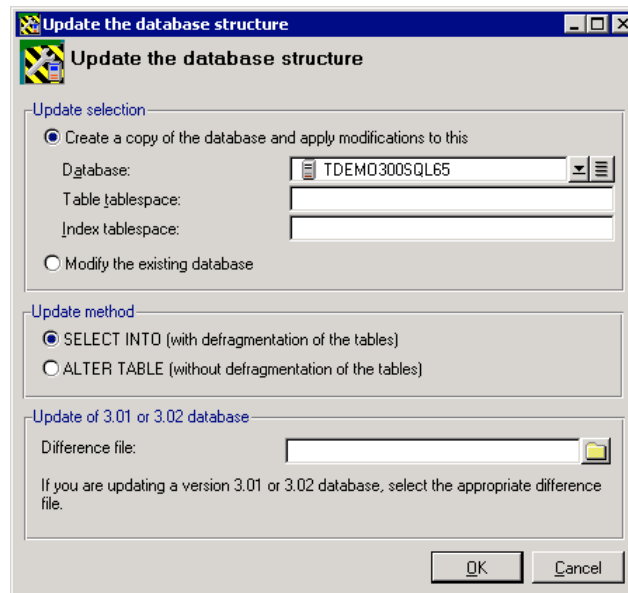 Update the database structure
Update the database structure
Update selection
Create a copy of the database and apply modifications to this
Database:
TDEMO300SQL65
Table tablespace:
Index tablespace:
Modify the existing database
Update method
SELECT INTO (with defragmentation of the tables)
ALTER TABLE (without defragmentation of the tables)
Update of 3.01 or 3.02 database
Difference file:
If you are updating a version 3.01 or 3.02 database, select the appropriate difference
file.
OK
Cancel